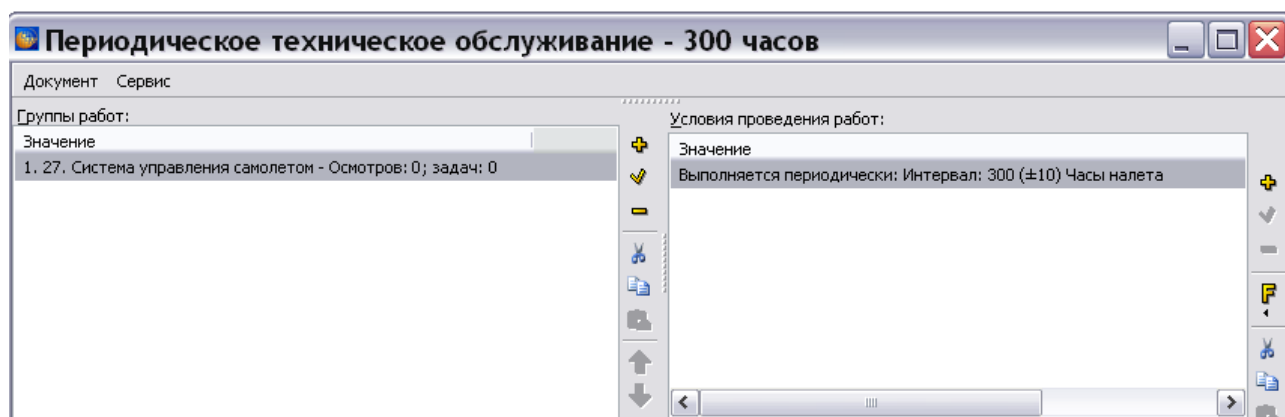 Периодическое техническое обслуживание - 300 часов
Документ Сервис
Группы работ:
Значение
1. 27. Система управления самолетом - Осмотров: 0; задач: 0
Условия проведения работ:
Значение
Выполняется периодически: Интервал: 300 (±10) Часы налета
F